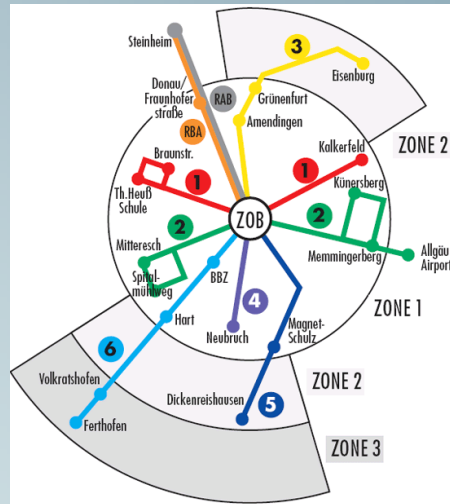 Steinheim
3
Eisenburg
Donau/
Fraunhofer
straße
RAB
Grünenfurt
RBA
Amendingen
ZONE 2
Braunstr.
Kalkerfeld
1
1
Th.Heuß
Schule
Künersberg
ZOB
2
2
Mitteresch
Memmingerberg
Allgäu
Airport
Spital-
mühlweg
BBZ
4
ZONE 1
Hart
Neubruch
Magnet-
Schulz
6
Volkratshofen
ZONE 2
Dickenreishausen
5
Ferthofen
ZONE 3